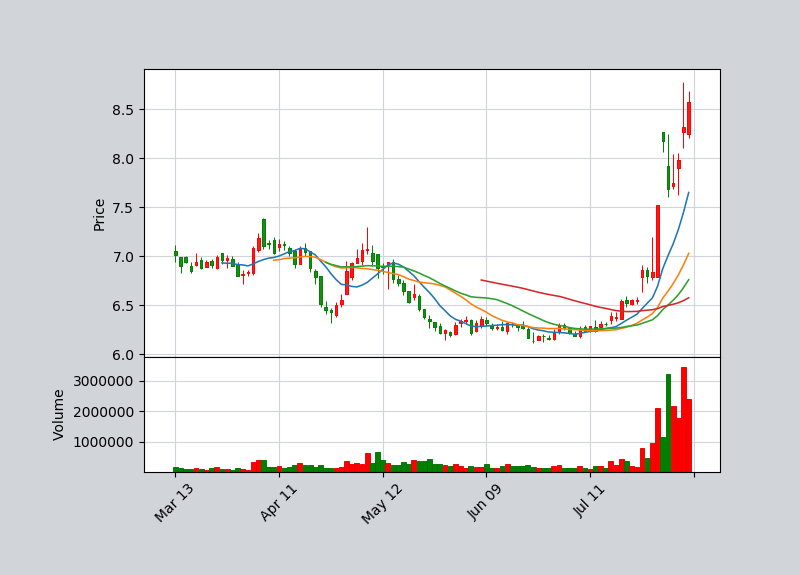 Price
8.5
8.0
7.5
7.0
6.5
6.0
Volume
3000000
2000000
1000000
Mar 13
Apr 11
May 12
Jun 09
Jul 11